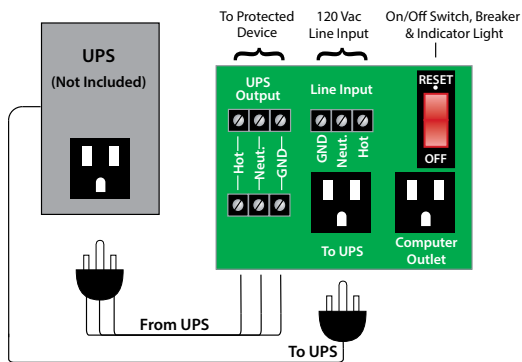 To Protected
Device
120 Vac
Line Input
On/Off Switch, Breaker
& Indicator Light
UPS
(Not Included)
UPS
Output
Line Input
RESET
OFF
Hot
Neut.
GND
GND
Neut.
Hot
To UPS
Computer
Outlet
From UPS
To UPS